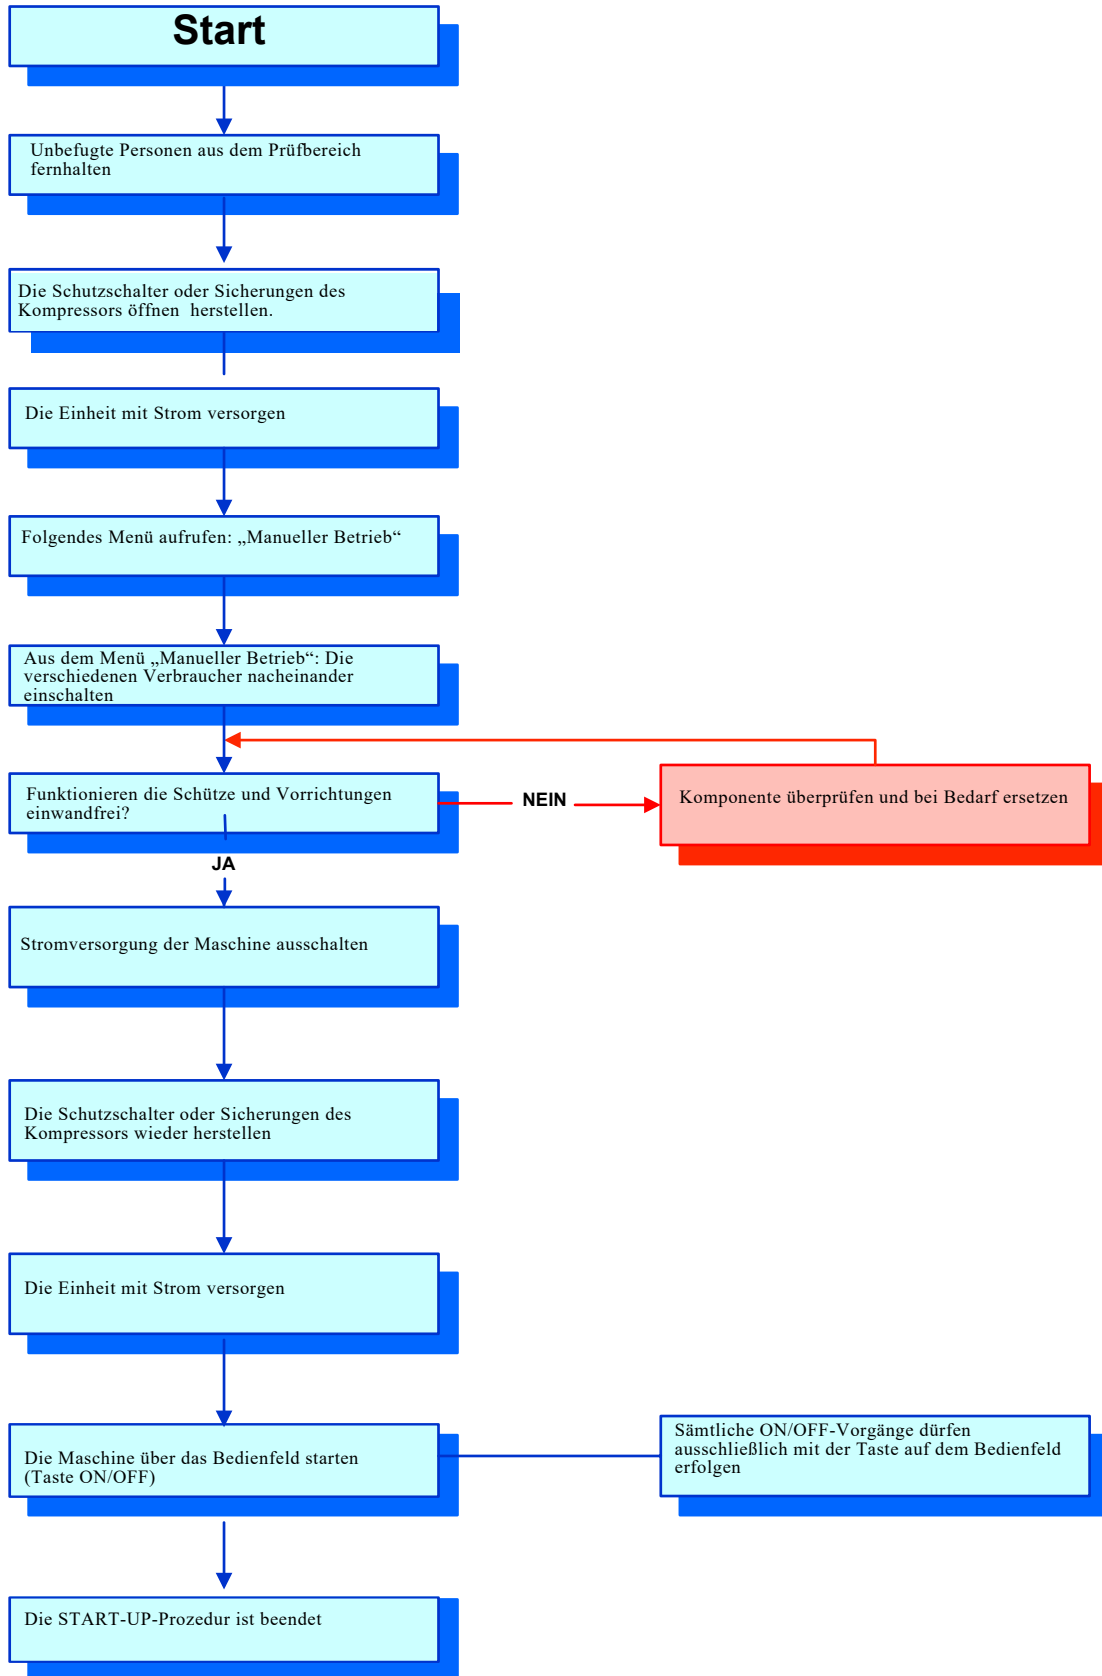 Start
Unbefugte Personen aus dem Prüfbereich
fernhalten
Die Schutzschalter oder Sicherungen des
Kompressors öffnen  herstellen.
Die Einheit mit Strom versorgen
Folgendes Menü aufrufen: „Manueller Betrieb“
Aus dem Menü „Manueller Betrieb“: Die
verschiedenen Verbraucher nacheinander
einschalten
Funktionieren die Schütze und Vorrichtungen
einwandfrei?
NEIN
Komponente überprüfen und bei Bedarf ersetzen
JA
Stromversorgung der Maschine ausschalten
Die Schutzschalter oder Sicherungen des
Kompressors wieder herstellen
Die Einheit mit Strom versorgen
Die Maschine über das Bedienfeld starten
(Taste ON/OFF)
Sämtliche ON/OFF-Vorgänge dürfen
ausschließlich mit der Taste auf dem Bedienfeld
erfolgen
Die START-UP-Prozedur ist beendet